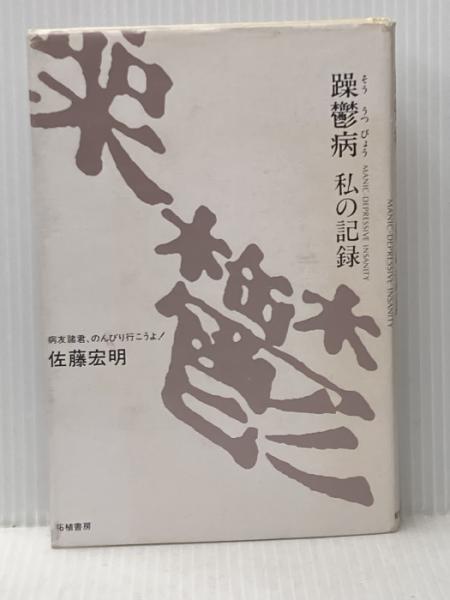 躁鬱病 私の記録
そう うつ びょう
MANIC-DEPRESSIVE INSANITY
MANIC-DEPRESSIVE INSANITY
病友諸君、のんびり行こうよ!
佐藤宏明
柘植書房